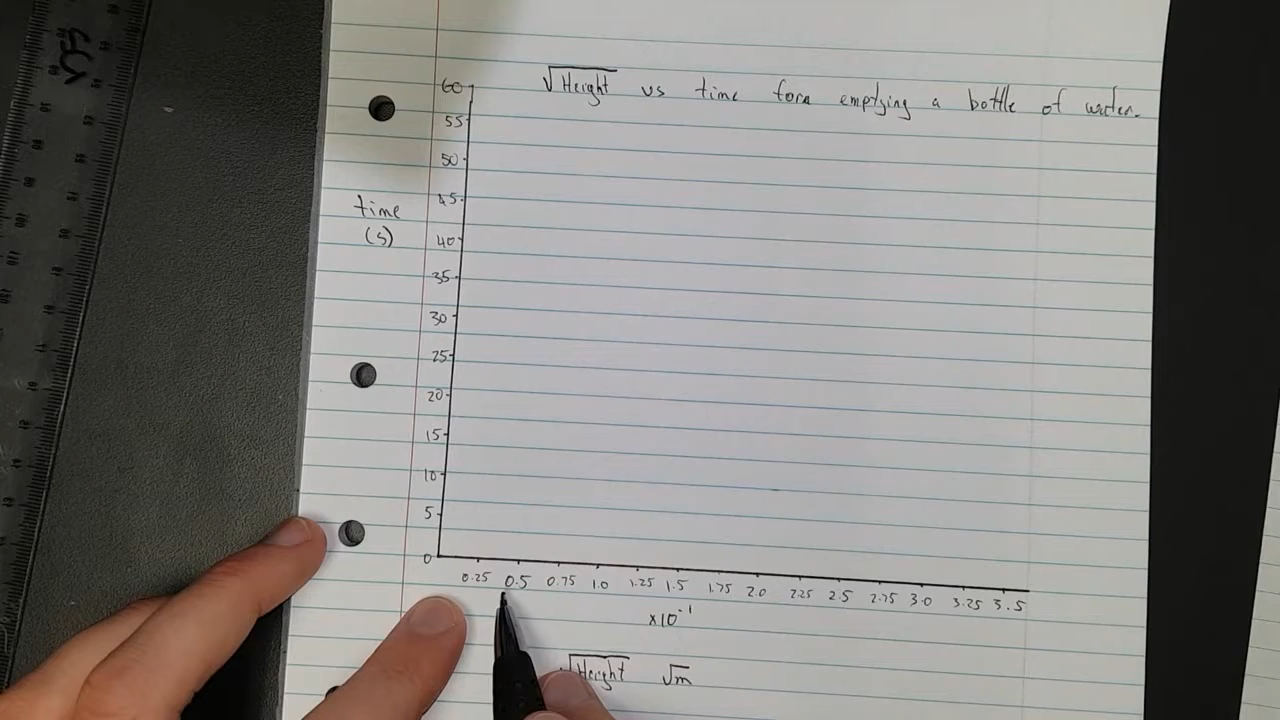 √Height vs time fora emptying a bottle of water.
60
55
50
45
time
(s)
40
35
30
25
20
15
10
5
0
0.25 0.5 0.75 1.0 1.25 1.5 1.75 2.0 2.25 2.5 2.75 3.0 3.25 3.5
x10⁻¹
√Height √m